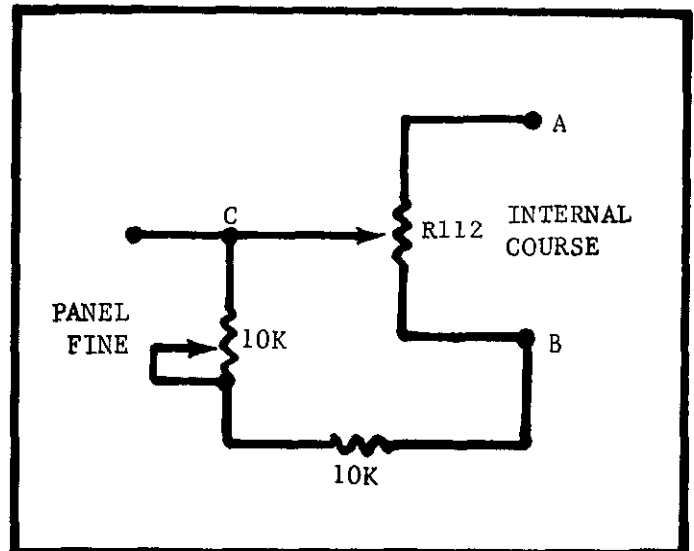 A
C
R112 INTERNAL
COURSE
PANEL
FINE
10K
B
10K